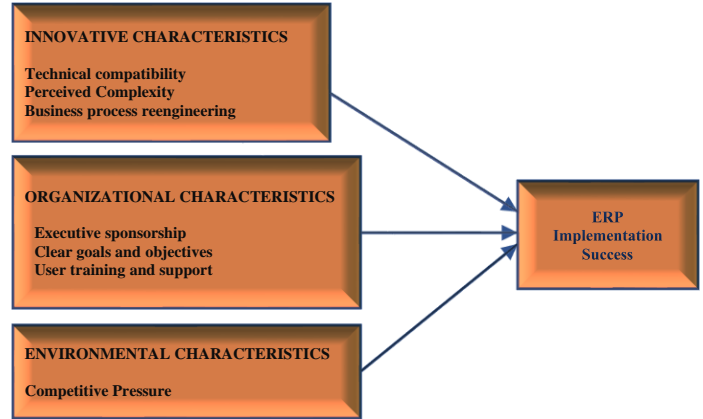 INNOVATIVE CHARACTERISTICS
Technical compatibility
Perceived Complexity
Business process reengineering
ORGANIZATIONAL CHARACTERISTICS
Executive sponsorship
Clear goals and objectives
User training and support
ERP
Implementation
Success
ENVIRONMENTAL CHARACTERISTICS
Competitive Pressure